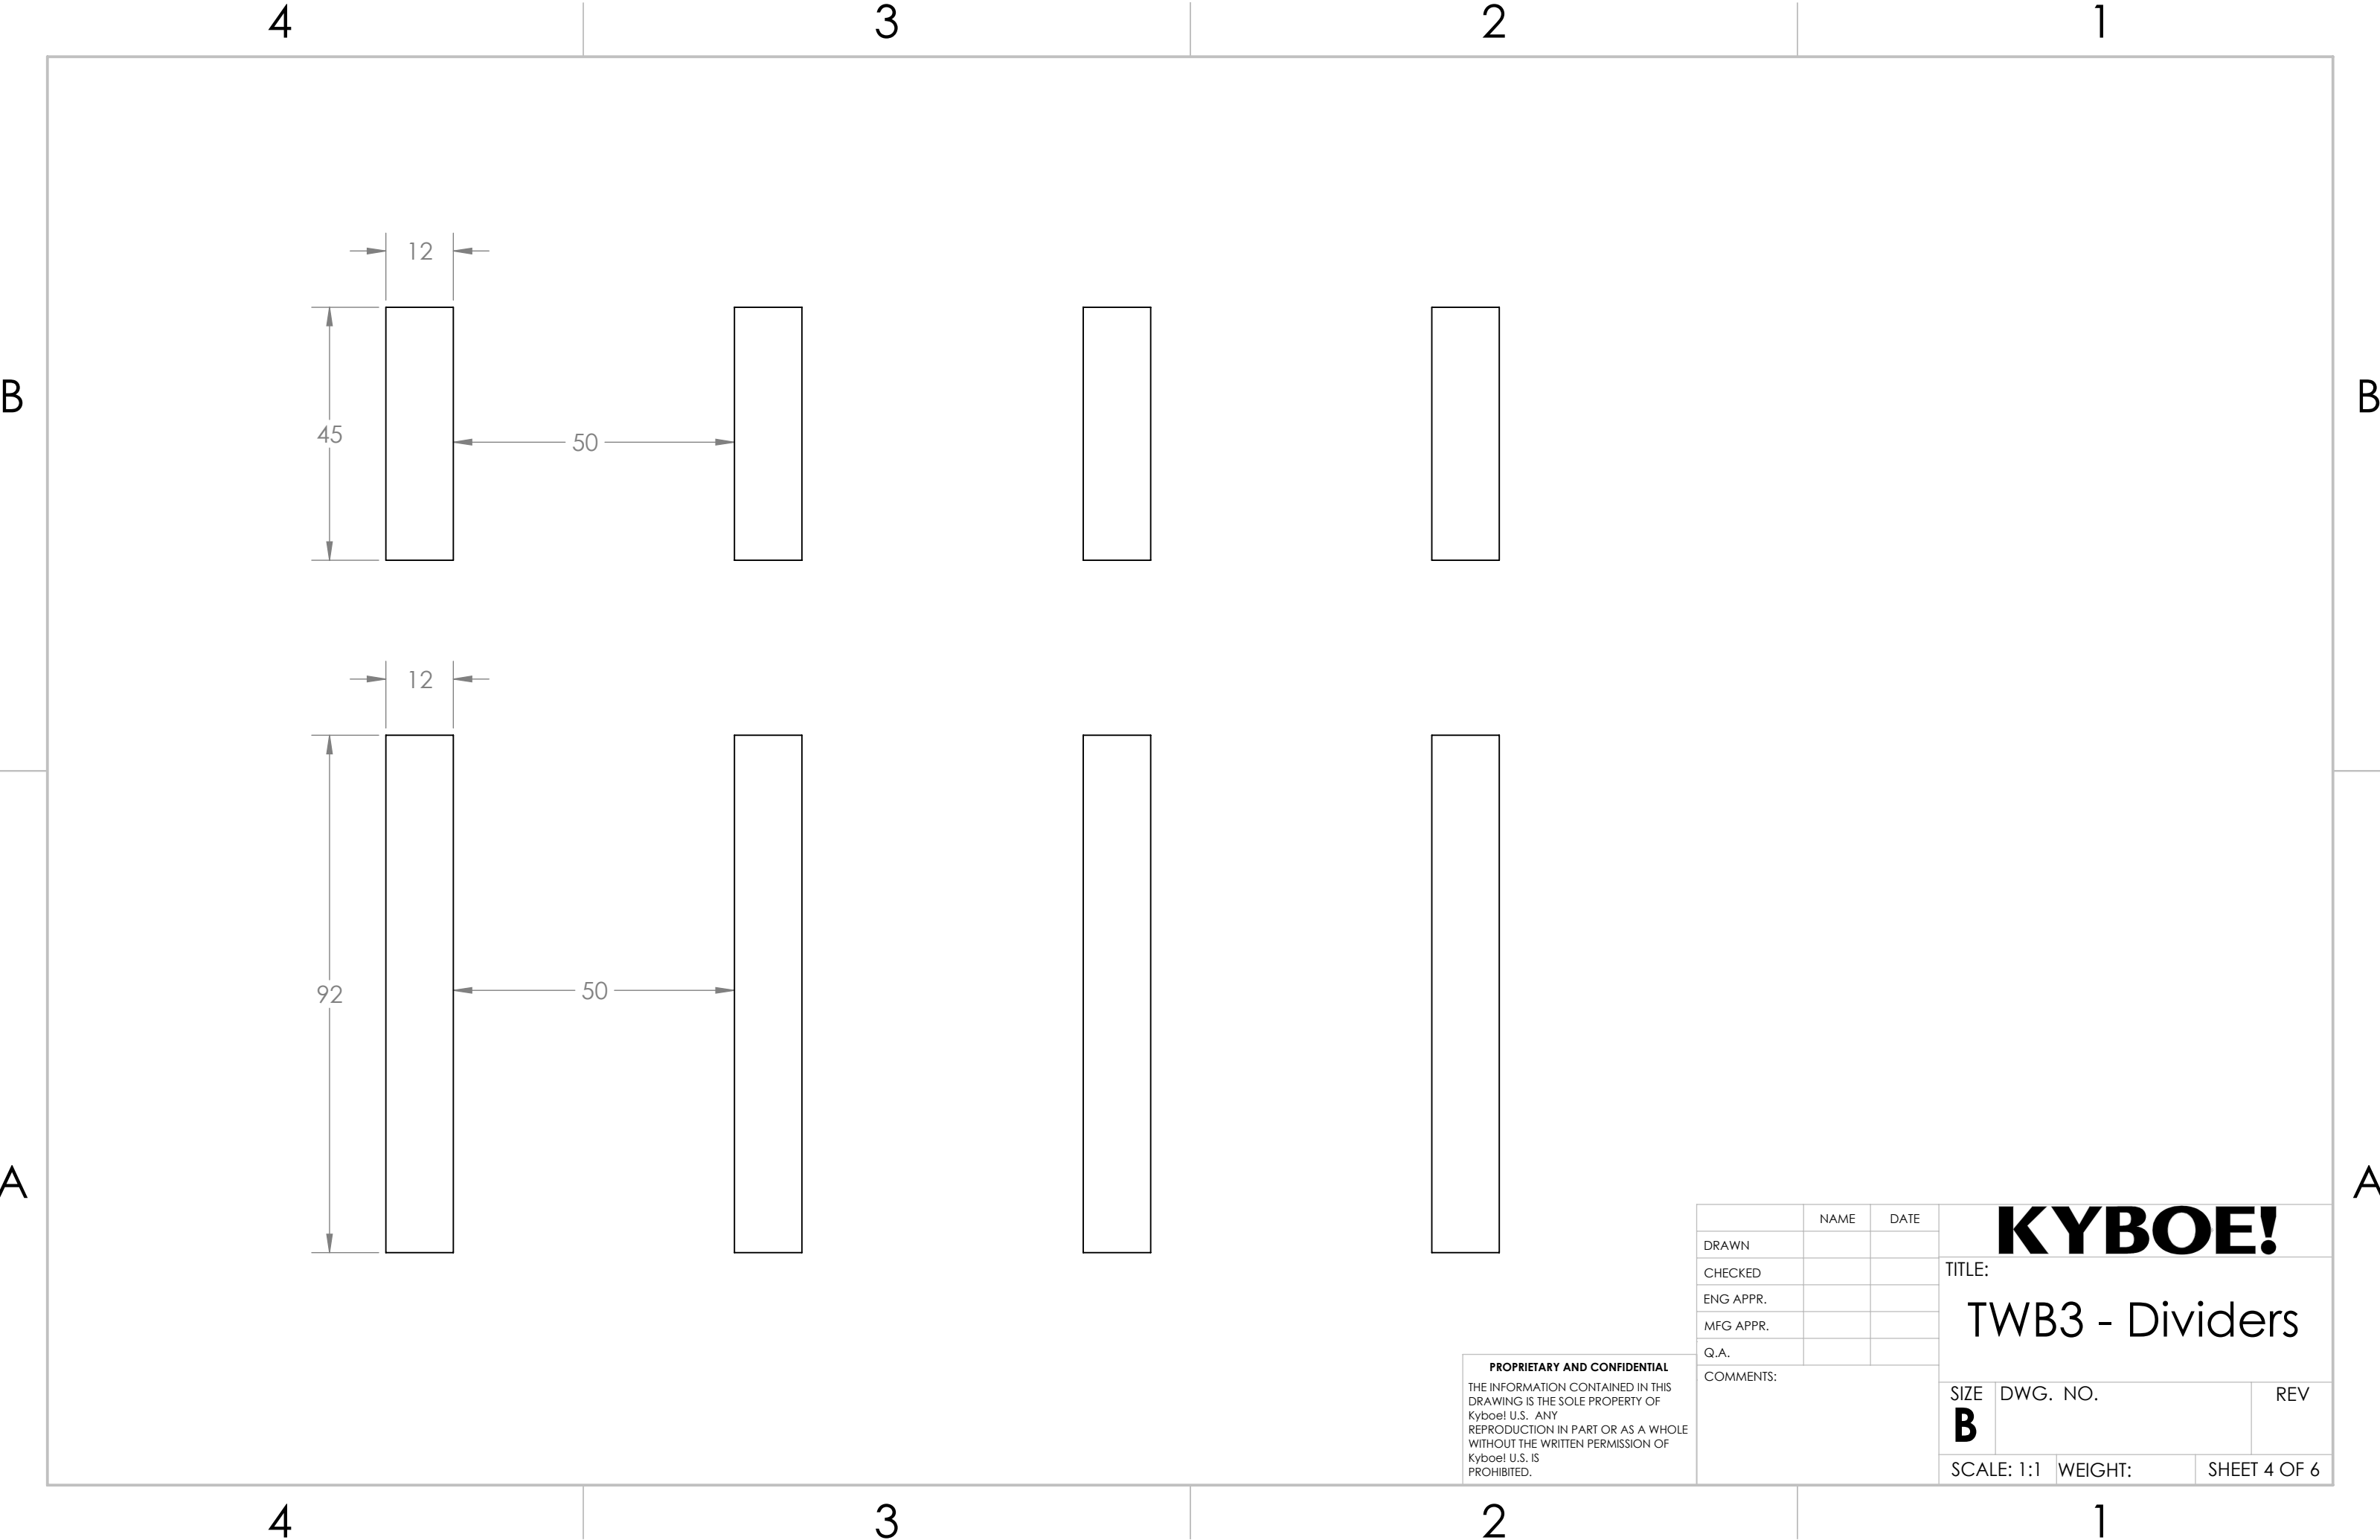 4 3 2 1
12
B B
45
50
12
92
50
A A
NAME DATE
KYBOE!
DRAWN
TITLE:
CHECKED
ENG APPR.
TWB3 - Dividers
MFG APPR.
Q.A.
PROPRIETARY AND CONFIDENTIAL
COMMENTS:
THE INFORMATION CONTAINED IN THIS
DRAWING IS THE SOLE PROPERTY OF
Kyboe! U.S. ANY
REPRODUCTION IN PART OR AS A WHOLE
WITHOUT THE WRITTEN PERMISSION OF
Kyboe! U.S. IS
PROHIBITED.
SIZE DWG. NO. REV
B
SCALE: 1:1 WEIGHT: SHEET 4 OF 6
4 3 2 1